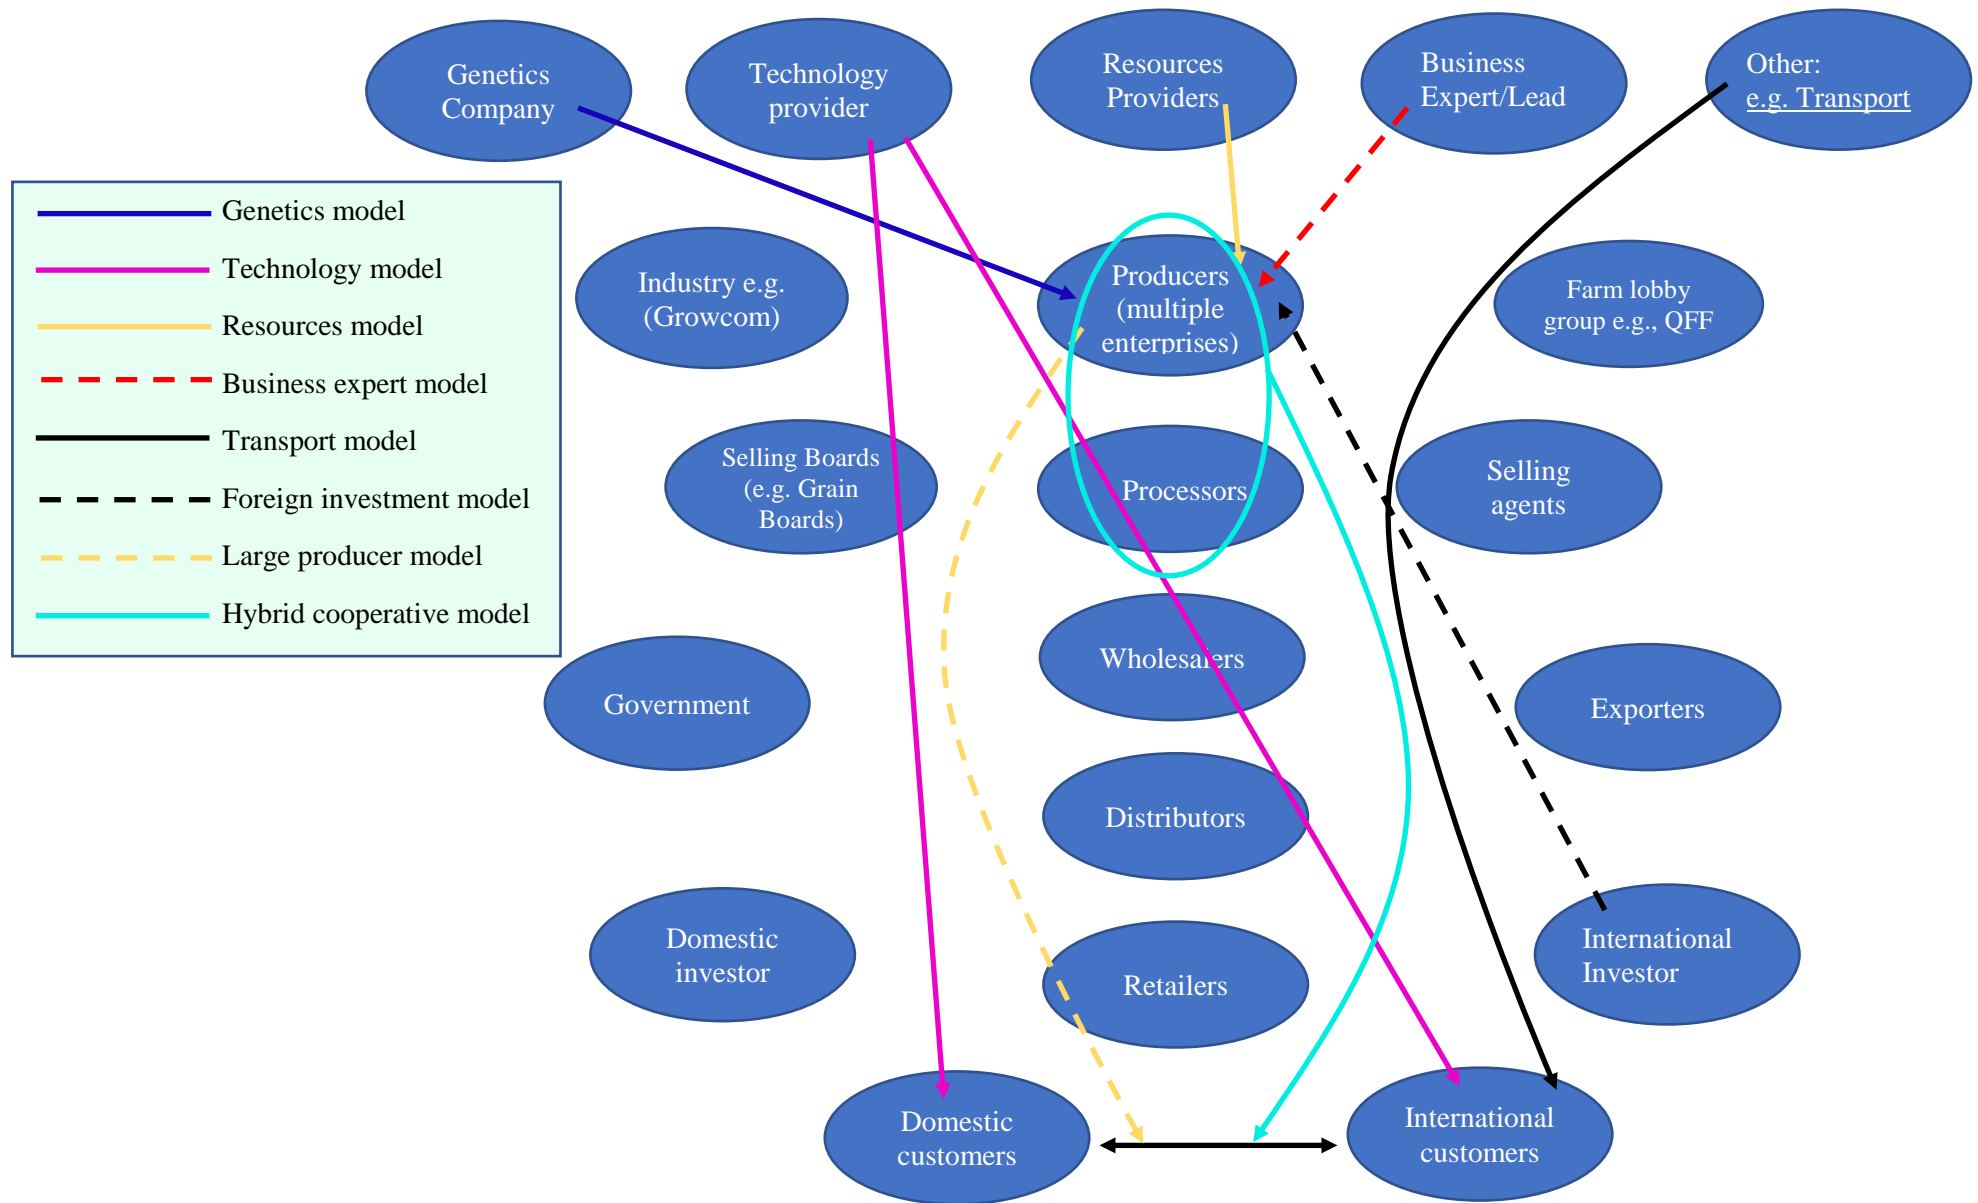 Genetics
Company
Technology
provider
Resources
Providers
Business
Expert/Lead
Other:
e.g. Transport
Genetics model
Technology model
Resources model
Business expert model
Transport model
Foreign investment model
Large producer model
Hybrid cooperative model
Industry e.g.
(Growcom)
Producers
(multiple
enterprises)
Farm lobby
group e.g., QFF
Selling Boards
(e.g. Grain
Boards)
Processors
Selling
agents
Government
Wholesalers
Exporters
Distributors
Domestic
investor
Retailers
International
Investor
Domestic
customers
International
customers